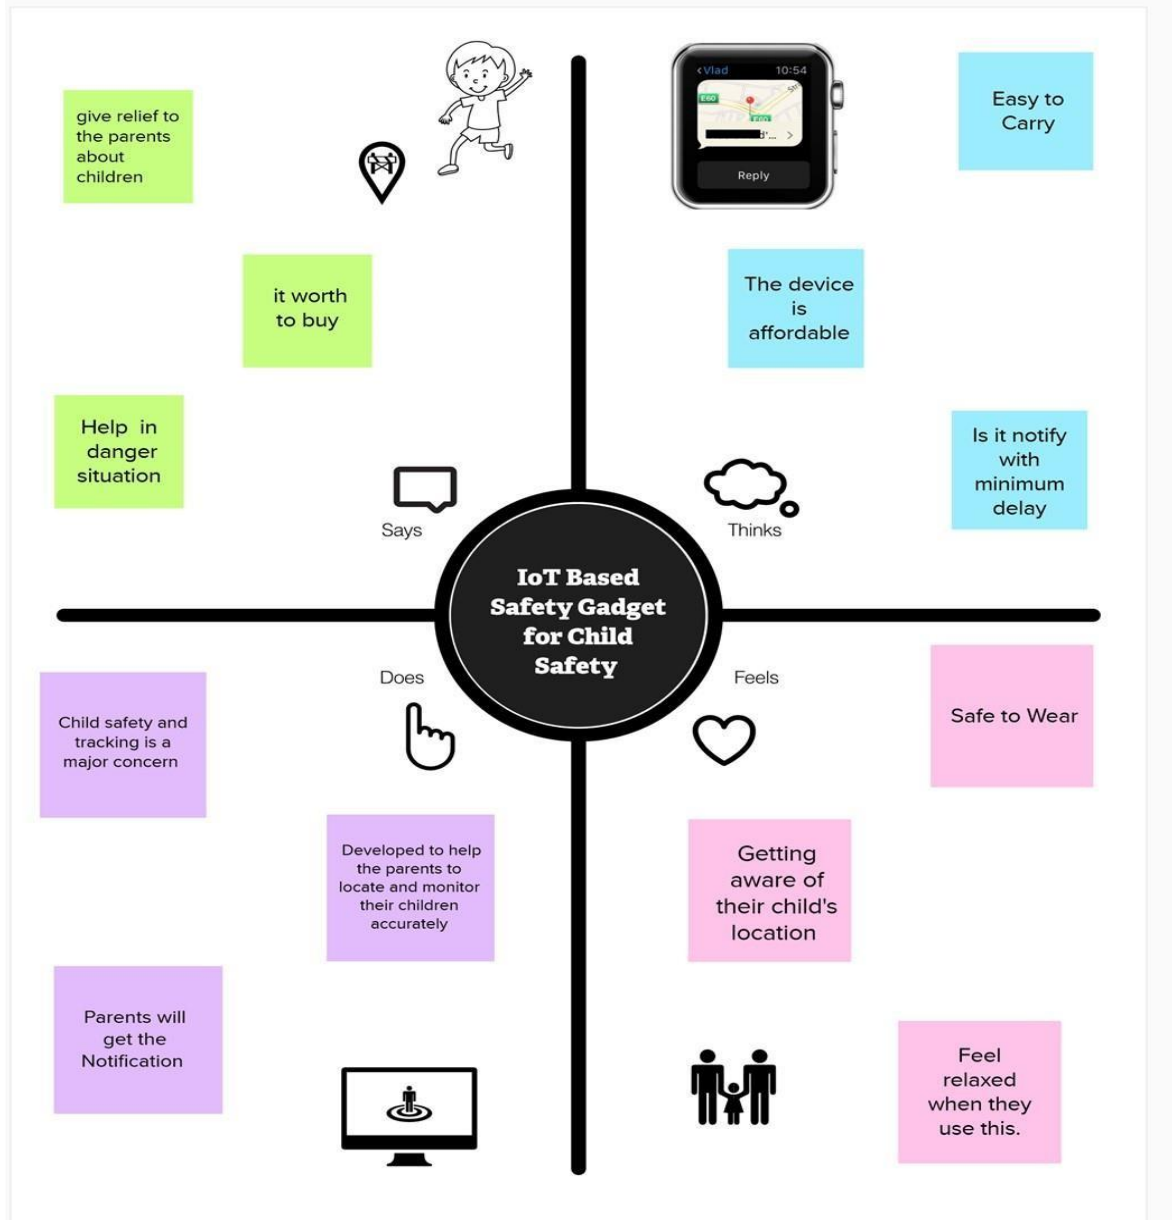 give relief to
the parents
about
children
it worth
to buy
Help in
danger
situation
Says
<Vlad 10:54
E60
Str
E60
d'... >
Reply
Easy to
Carry
The device
is
affordable
Is it notify
with
minimum
delay
Thinks
IoT Based
Safety Gadget
for Child
Safety
Does
Child safety and
tracking is a
major concern
Developed to help
the parents to
locate and monitor
their children
accurately
Parents will
get the
Notification
Feels
Safe to Wear
Getting
aware of
their child's
location
Feel
relaxed
when they
use this.